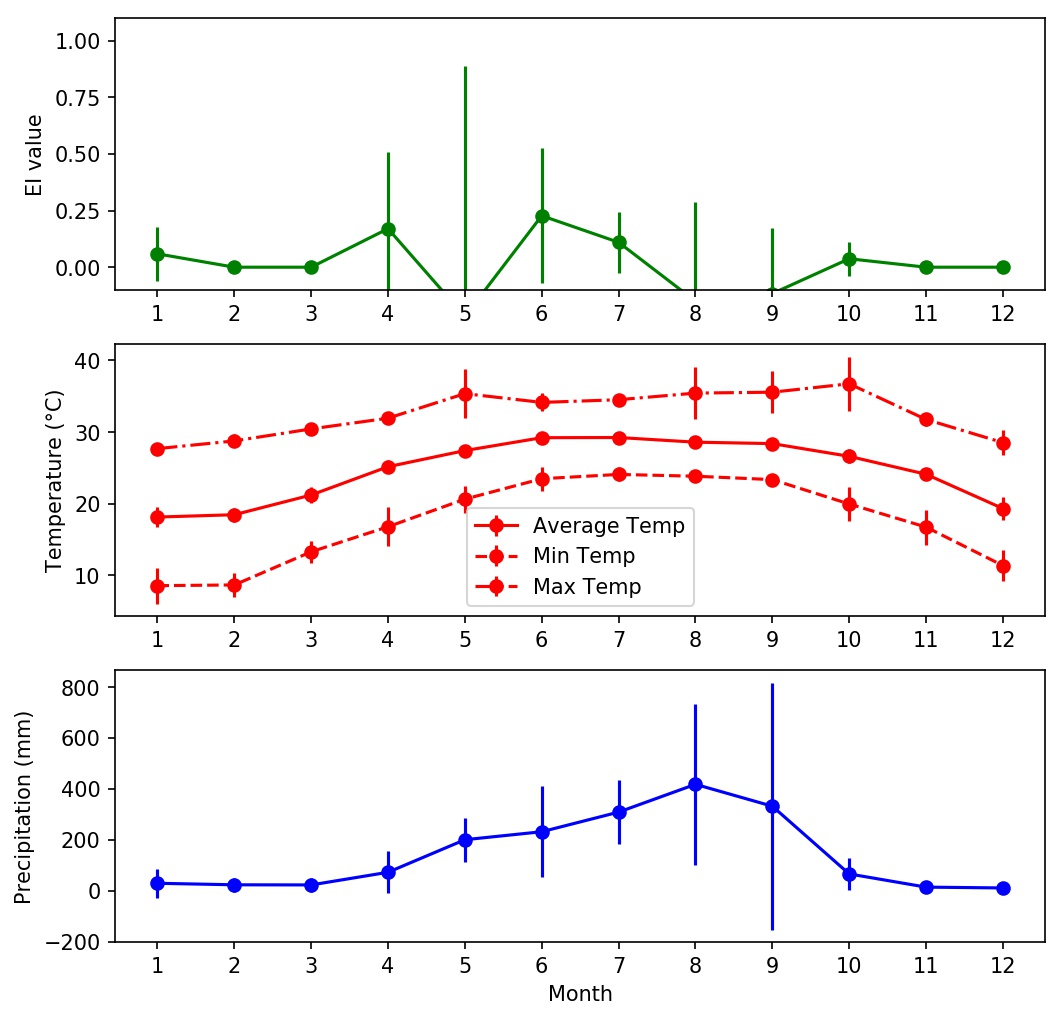 1.00
0.75
0.50
0.25
0.00
EI value
1 2 3 4 5 6 7 8 9 10 11 12
40
30
20
10
Temperature (°C)
Average Temp
Min Temp
Max Temp
1 2 3 4 5 6 7 8 9 10 11 12
800
600
400
200
0
−200
Precipitation (mm)
1 2 3 4 5 6 7 8 9 10 11 12
Month